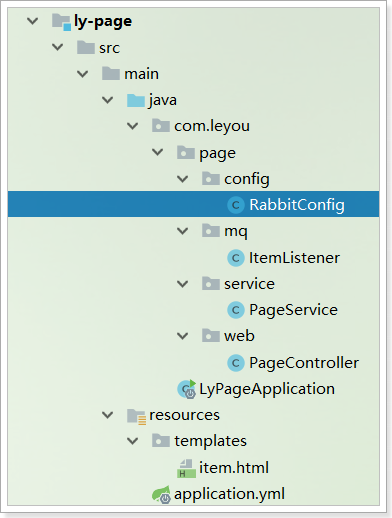 ly-page
src
main
java
com.leyou
page
config
RabbitConfig
mq
ItemListener
service
PageService
web
PageController
LyPageApplication
resources
templates
item.html
application.yml